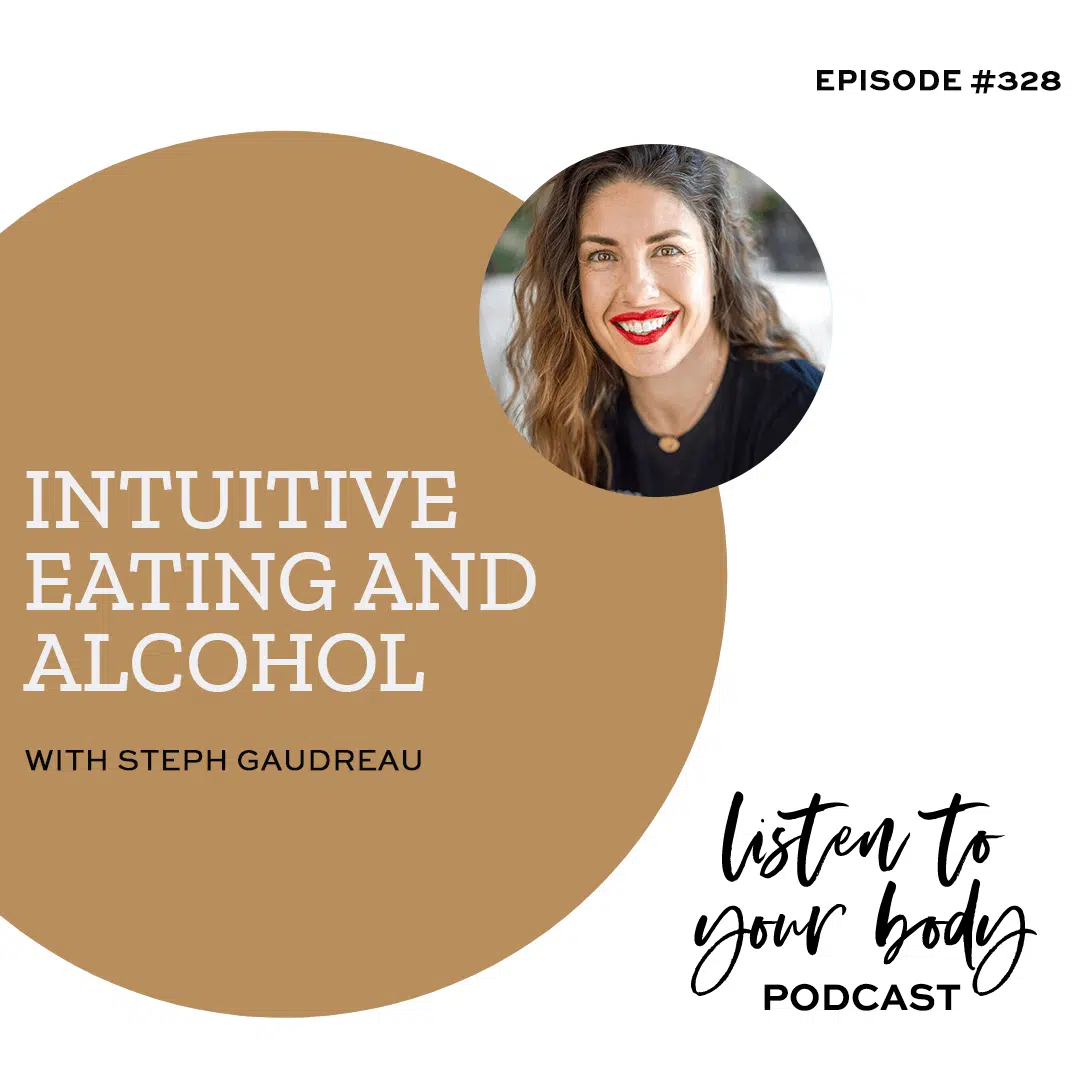 EPISODE #328
INTUITIVE
EATING AND
ALCOHOL
WITH STEPH GAUDREAU
listen to
your body
PODCAST